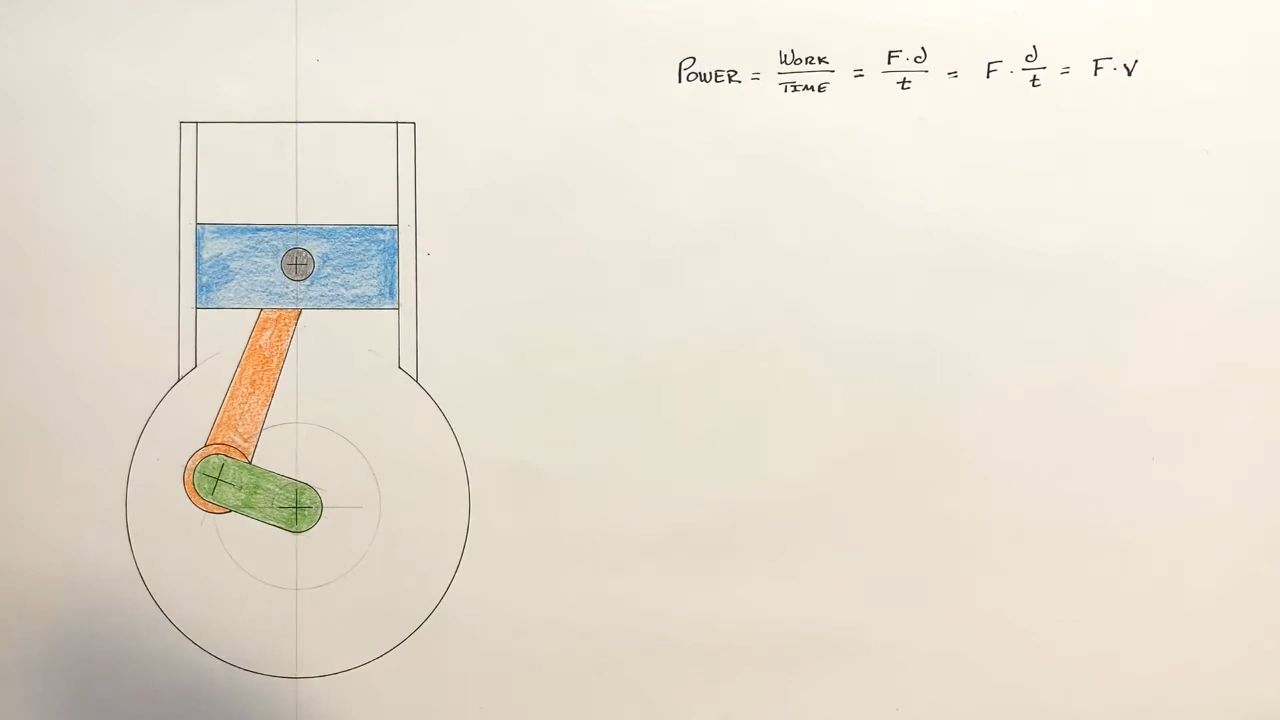 POWER = WORK/TIME = F·d/t = F · d/t = F·V